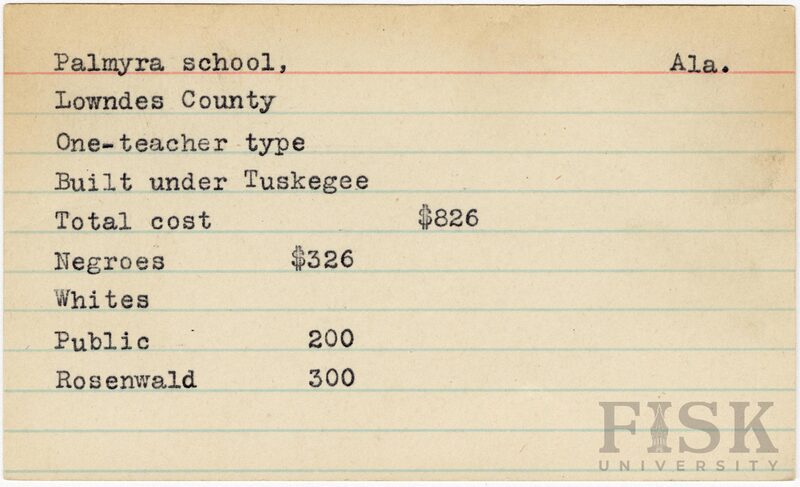 Palmyra school, Ala.
Lowndes County
One-teacher type
Built under Tuskegee
Total cost $826
Negroes $326
Whites
Public 200
Rosenwald 300
FISK
UNIVERSITY